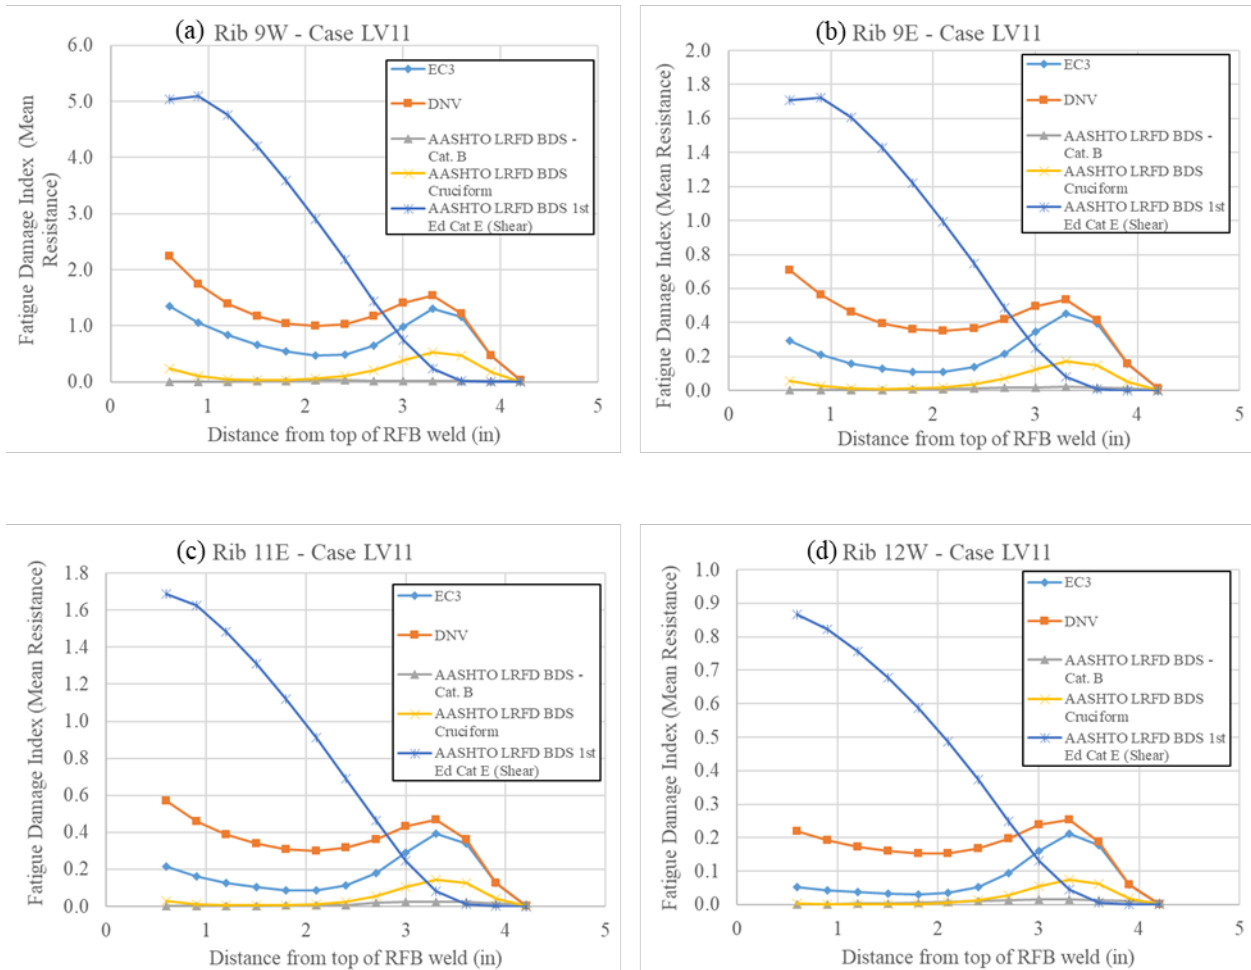 (a) Rib 9W - Case LV11
Fatigue Damage Index (Mean
Resistance)
6.0
5.0
4.0
3.0
2.0
1.0
0.0
0 1 2 3 4 5
Distance from top of RFB weld (in)
EC3
DNV
AASHTO LRFD BDS -
Cat. B
AASHTO LRFD BDS
Cruciform
AASHTO LRFD BDS 1st
Ed Cat E (Shear)
(b) Rib 9E - Case LV11
Fatigue Damage Index (Mean Resistance)
2.0
1.8
1.6
1.4
1.2
1.0
0.8
0.6
0.4
0.2
0.0
0 1 2 3 4 5
Distance from top of RFB weld (in)
EC3
DNV
AASHTO LRFD BDS -
Cat. B
AASHTO LRFD BDS
Cruciform
AASHTO LRFD BDS 1st
Ed Cat E (Shear)
(c) Rib 11E - Case LV11
Fatigue Damage Index (Mean Resistance)
1.8
1.6
1.4
1.2
1.0
0.8
0.6
0.4
0.2
0.0
0 1 2 3 4 5
Distance from top of RFB weld (in)
EC3
DNV
AASHTO LRFD BDS -
Cat. B
AASHTO LRFD BDS
Cruciform
AASHTO LRFD BDS 1st
Ed Cat E (Shear)
(d) Rib 12W - Case LV11
Fatigue Damage Index (Mean Resistance)
1.0
0.9
0.8
0.7
0.6
0.5
0.4
0.3
0.2
0.1
0.0
0 1 2 3 4 5
Distance from top of RFB weld (in)
EC3
DNV
AASHTO LRFD BDS -
Cat. B
AASHTO LRFD BDS
Cruciform
AASHTO LRFD BDS 1st
Ed Cat E (Shear)